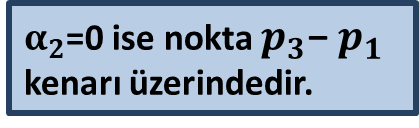 α₂=0 ise nokta p₃− p₁
kenarı üzerindedir.